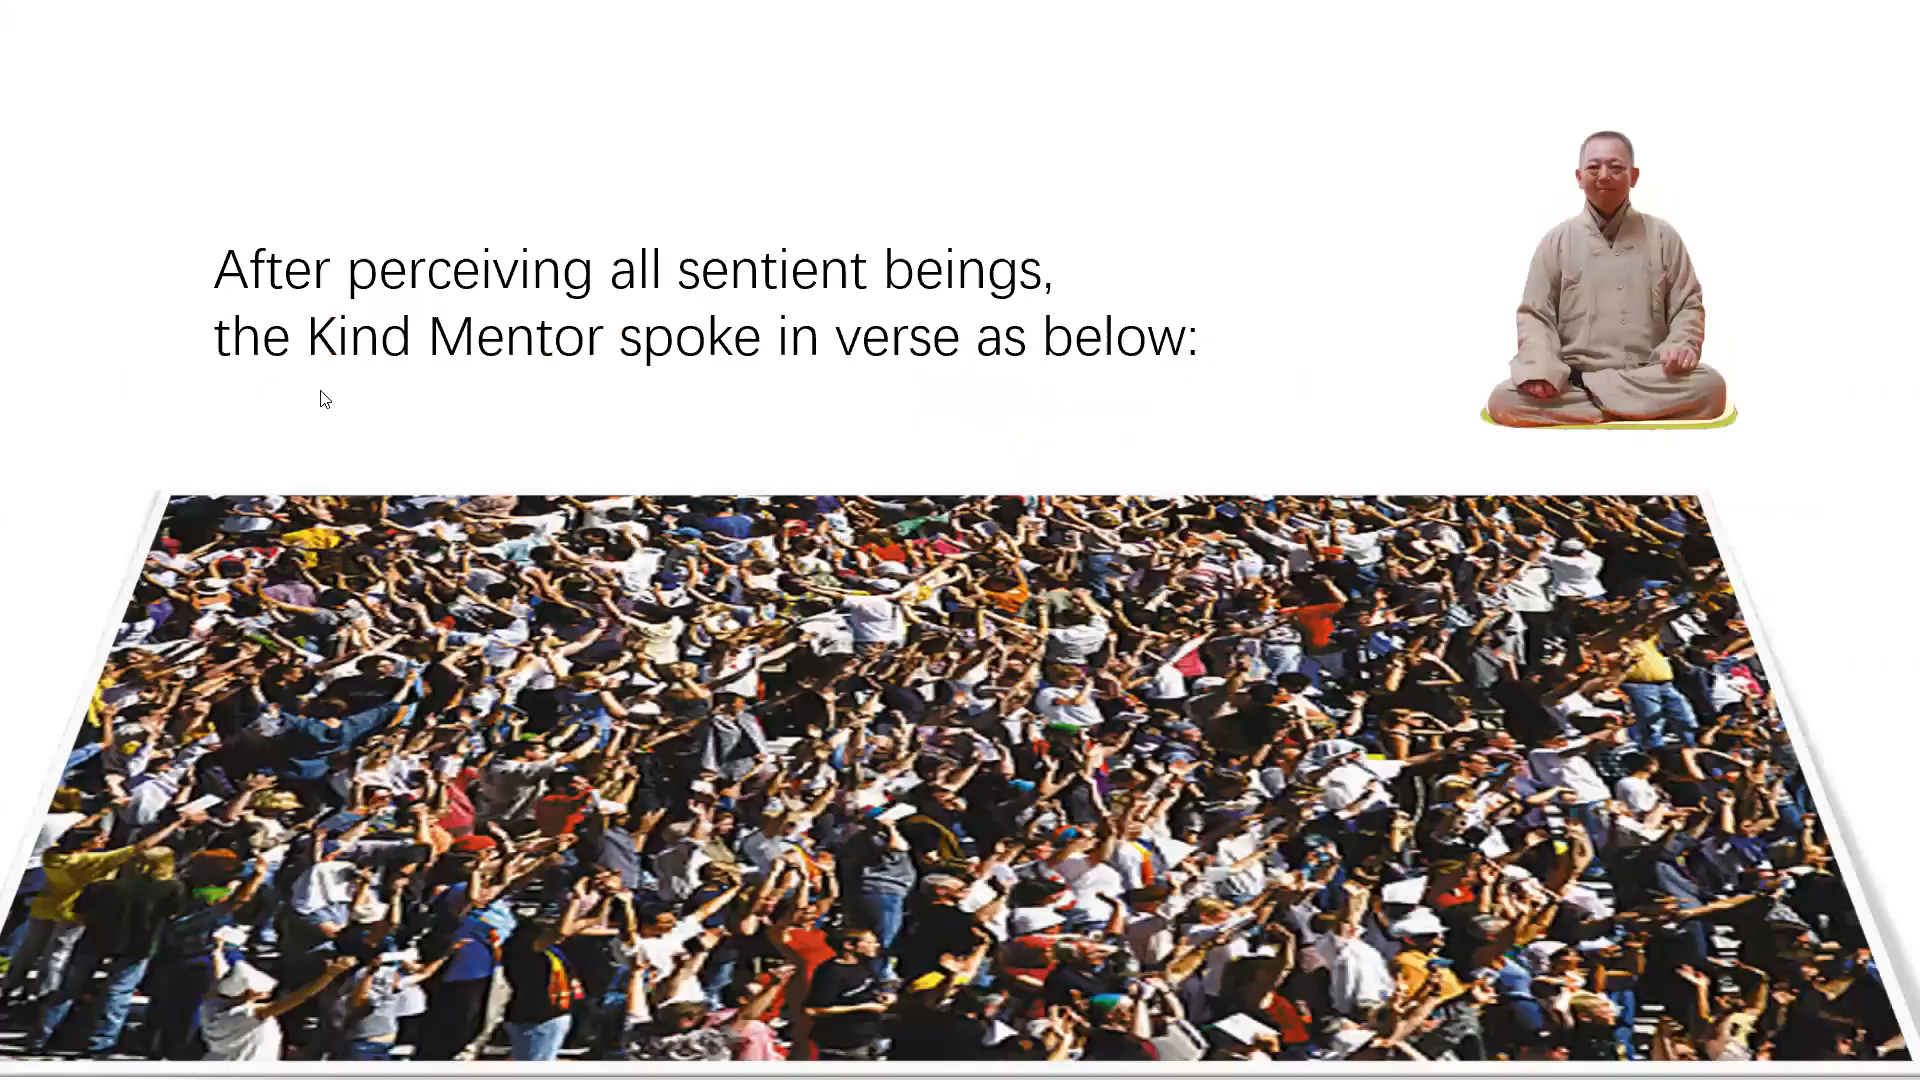 After perceiving all sentient beings,
the Kind Mentor spoke in verse as below: